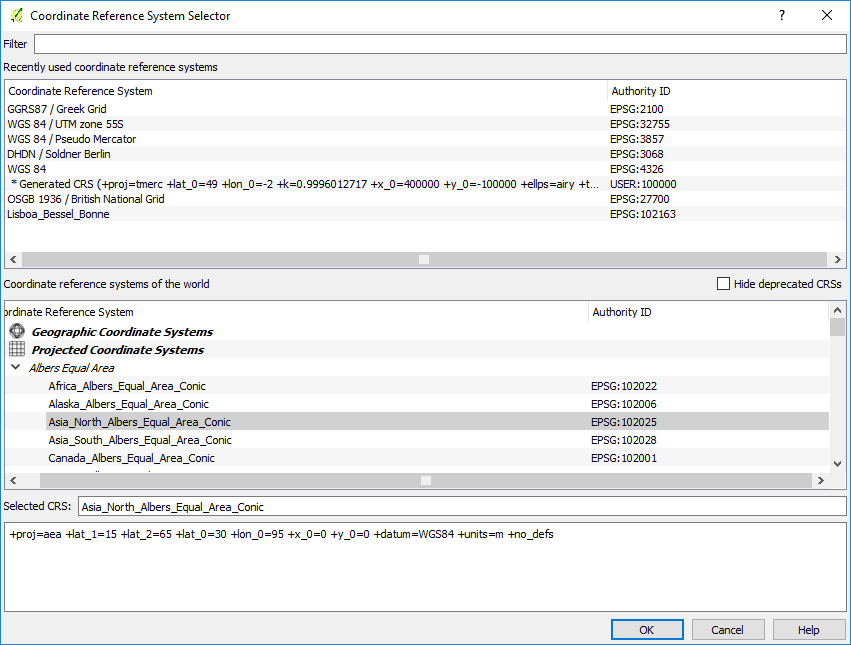 Coordinate Reference System Selector ?
Filter
Recently used coordinate reference systems
Coordinate Reference System Authority ID
GGRS87 / Greek Grid EPSG:2100
WGS 84 / UTM zone 55S EPSG:32755
WGS 84 / Pseudo Mercator EPSG:3857
DHDN / Soldner Berlin EPSG:3068
WGS 84 EPSG:4326
* Generated CRS (+proj=tmerc +lat_0=49 +lon_0=-2 +k=0.9996012717 +x_0=400000 +y_0=-100000 +ellps=airy +t... USER:100000
OSGB 1936 / British National Grid EPSG:27700
Lisboa_Bessel_Bonne EPSG:102163
Coordinate reference systems of the world Hide deprecated CRSs
ordinate Reference System Authority ID
Geographic Coordinate Systems
Projected Coordinate Systems
Albers Equal Area
Africa_Albers_Equal_Area_Conic EPSG:102022
Alaska_Albers_Equal_Area_Conic EPSG:102006
Asia_North_Albers_Equal_Area_Conic EPSG:102025
Asia_South_Albers_Equal_Area_Conic EPSG:102028
Canada_Albers_Equal_Area_Conic EPSG:102001
Selected CRS: Asia_North_Albers_Equal_Area_Conic
+proj=aea +lat_1=15 +lat_2=65 +lat_0=30 +lon_0=95 +x_0=0 +y_0=0 +datum=WGS84 +units=m +no_defs
OK Cancel Help